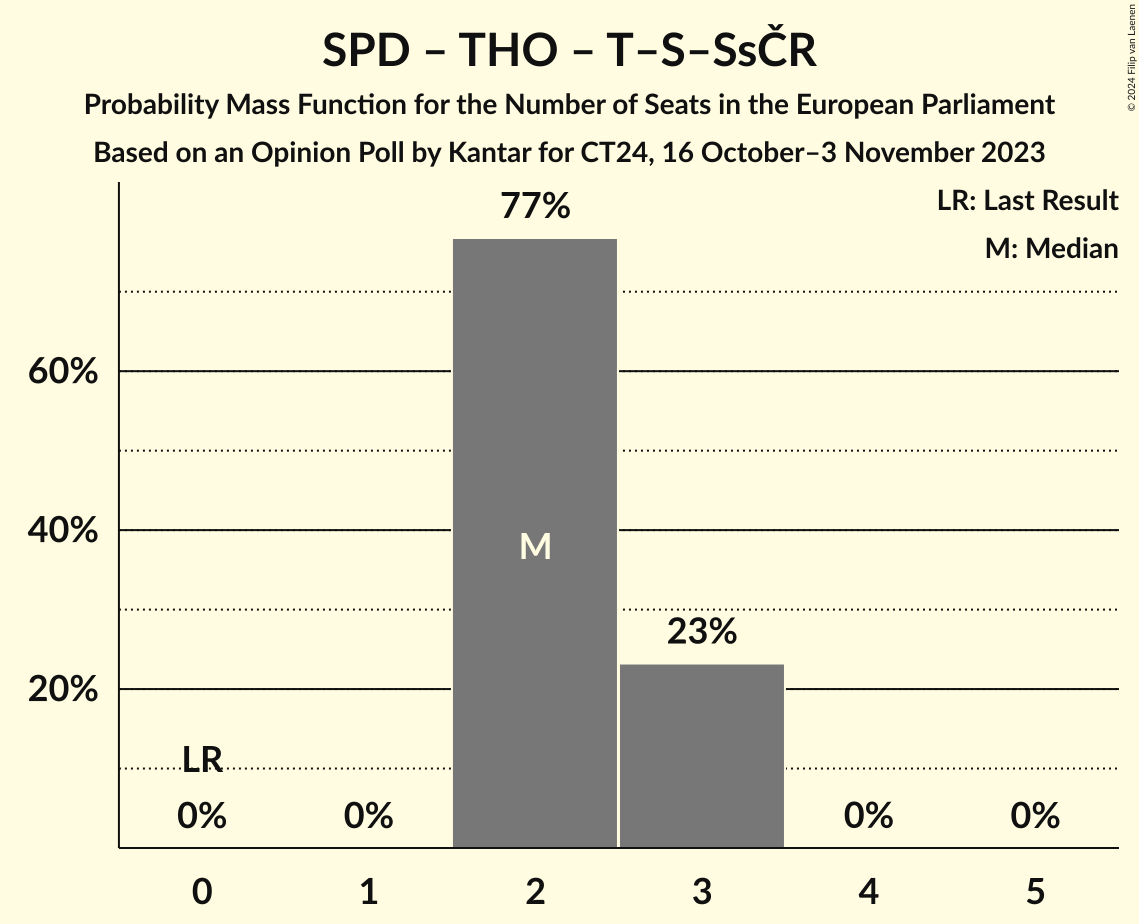 SPD – THO – T–S–SsČR
Probability Mass Function for the Number of Seats in the European Parliament
Based on an Opinion Poll by Kantar for CT24, 16 October–3 November 2023
© 2024 Filip van Laenen
LR: Last Result
M: Median
77%
60%
40%
M
23%
20%
LR
0% 0% 0% 0%
0 1 2 3 4 5